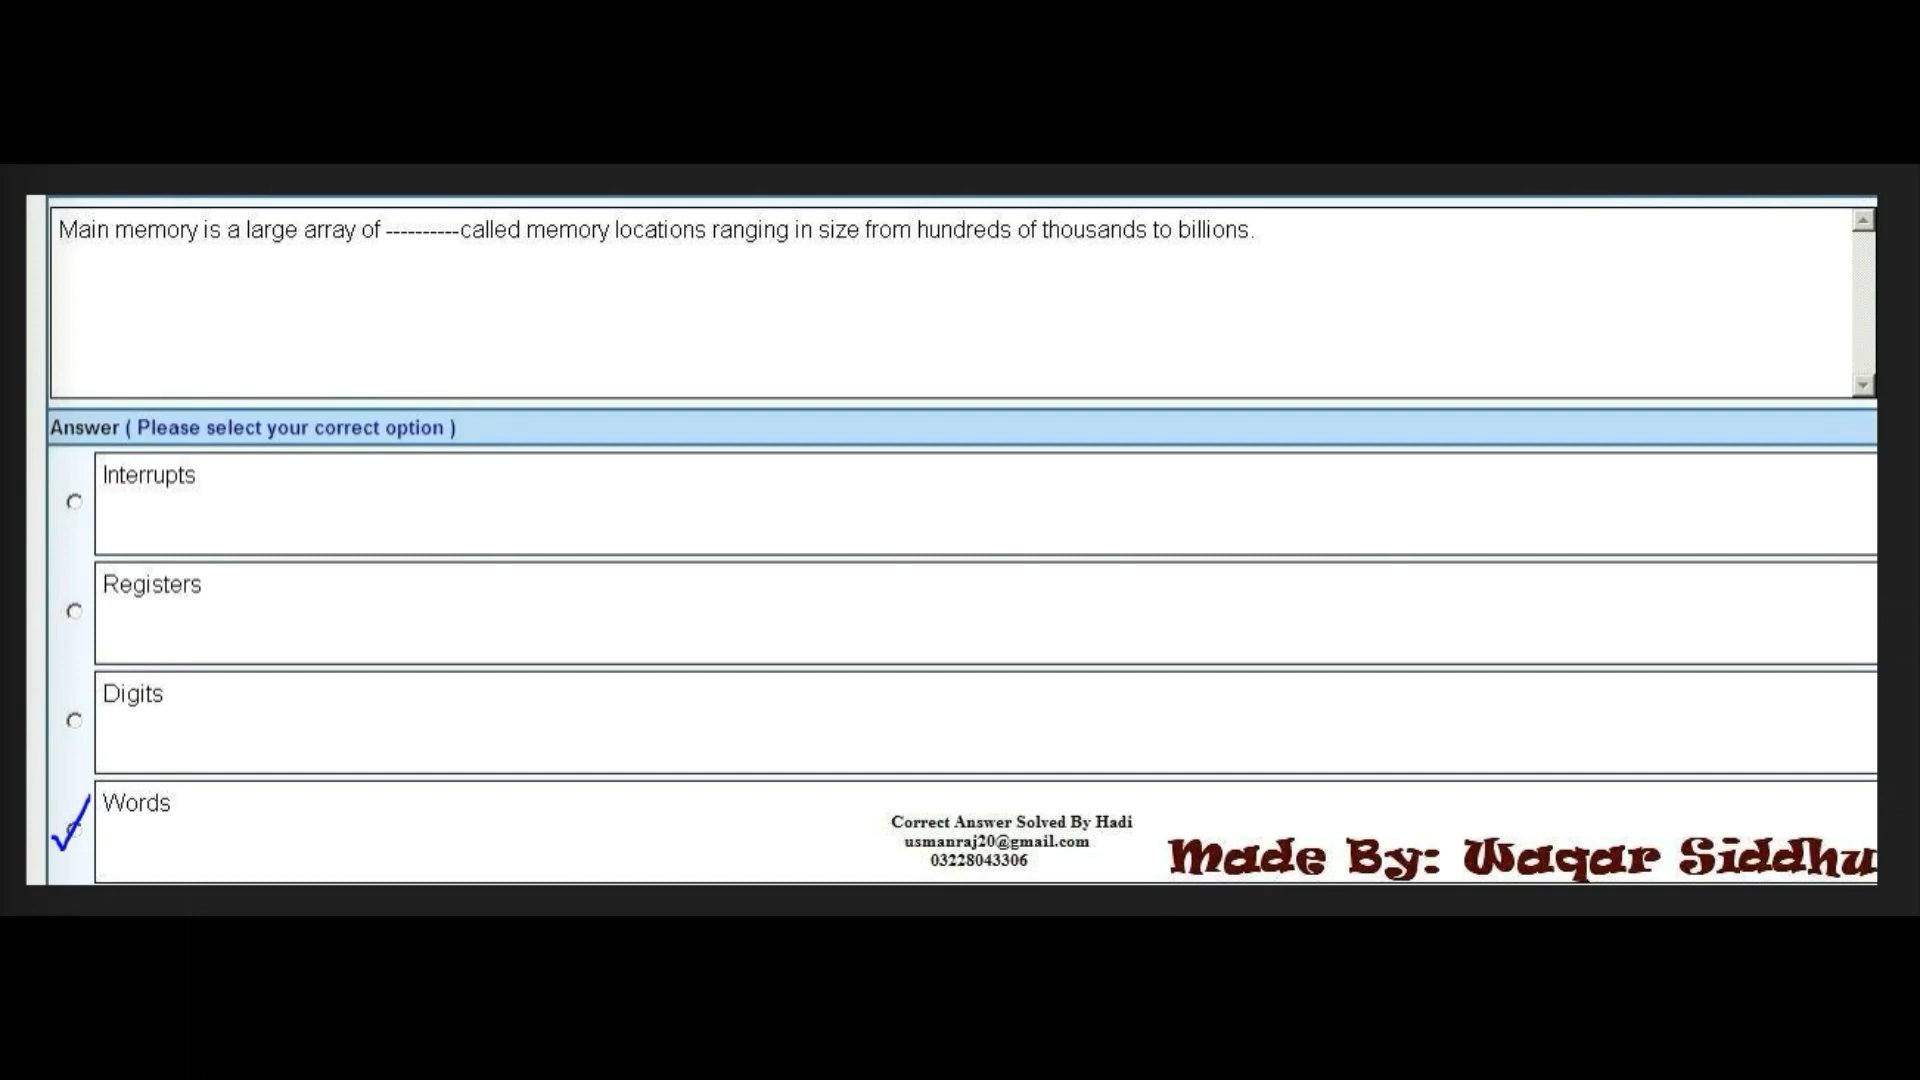 Main memory is a large array of ----------called memory locations ranging in size from hundreds of thousands to billions.
Answer ( Please select your correct option )
Interrupts
Registers
Digits
Words
Correct Answer Solved By Hadi
usmanraj20@gmail.com
03228043306
Made By: Waqar Siddhu